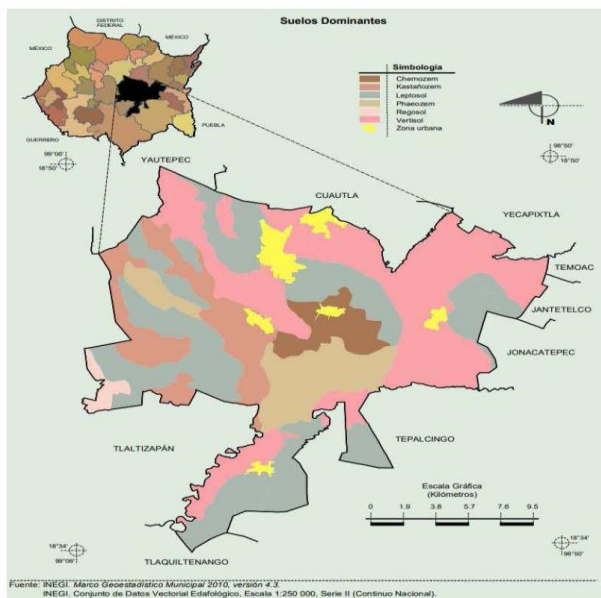 Suelos Dominantes
DISTRITO
FEDERAL
MÉXICO
MÉXICO
GUERRERO
PUEBLA
Simbología
Chernozem
Kastañozem
Leptosol
Phaeozem
Regosol
Vertisol
Zona urbana
N
99°06'
18°50'
98°50'
18°50'
YAUTEPEC
CUAUTLA
YECAPIXTLA
TEMOAC
JANTETELCO
JONACATEPEC
TEPALCINGO
TLALTIZAPÁN
TLAQUILTENANGO
Escala Gráfica
(Kilómetros)
0 1.9 3.8 5.7 7.6 9.5
18°34'
99°06'
18°34'
98°50'
Fuente: INEGI. Marco Geoestadístico Municipal 2010, versión 4.3.
INEGI. Conjunto de Datos Vectorial Edafológico, Escala 1:250 000, Serie II (Continuo Nacional).